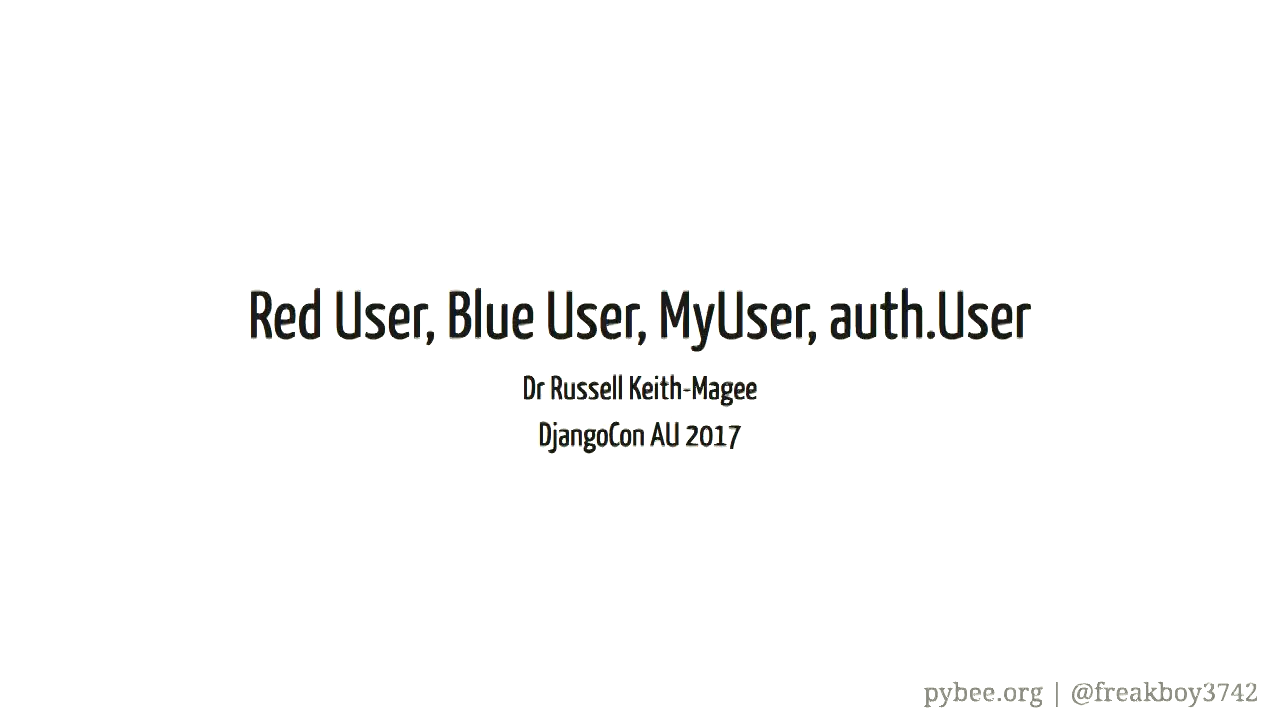 Red User, Blue User, MyUser, auth.User
Dr Russell Keith-Magee
DjangoCon AU 2017
pybee.org | @freakboy3742